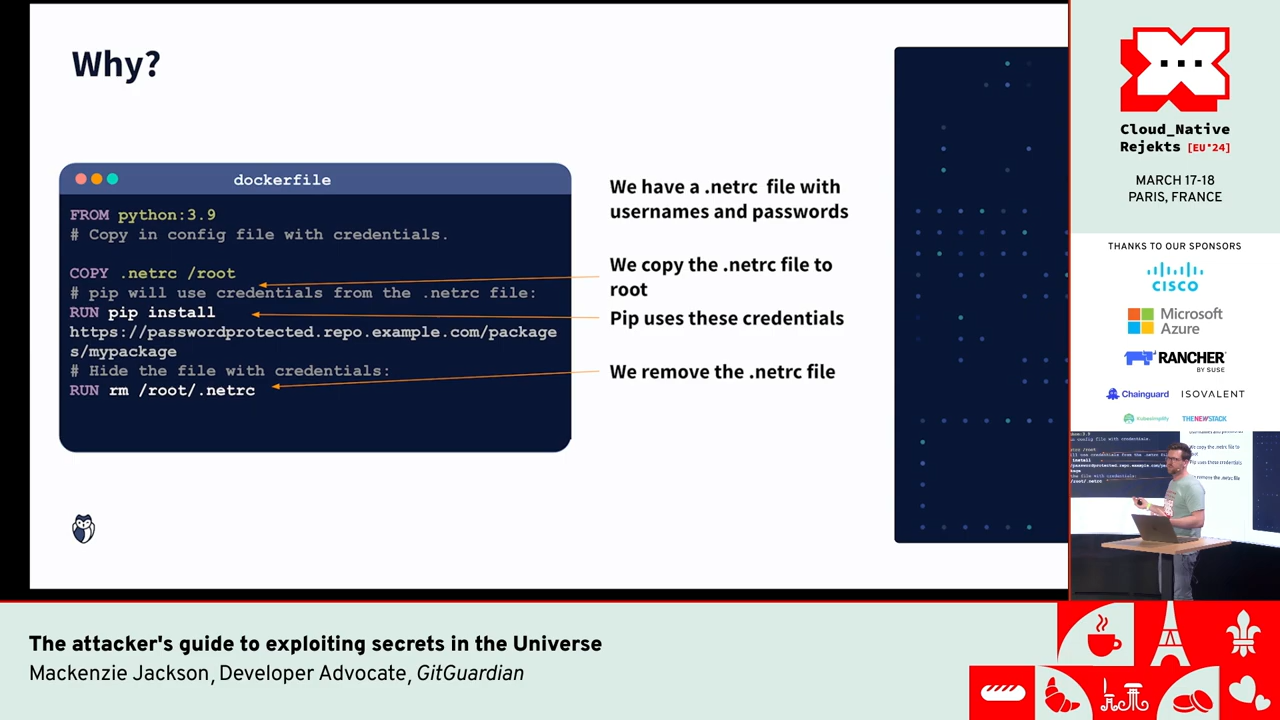 Why?
dockerfile
FROM python:3.9
# Copy in config file with credentials.
COPY .netrc /root
# pip will use credentials from the .netrc file:
RUN pip install
https://passwordprotected.repo.example.com/package
s/mypackage
# Hide the file with credentials:
RUN rm /root/.netrc
We have a .netrc file with
usernames and passwords
We copy the .netrc file to
root
Pip uses these credentials
We remove the .netrc file
Cloud_Native
Rejekts [EU*24]
MARCH 17-18
PARIS, FRANCE
THANKS TO OUR SPONSORS
CISCO
Microsoft
Azure
RANCHER
BY SUSE
Chainguard
ISOVALENT
THENEWSTACK
The attacker's guide to exploiting secrets in the Universe
Mackenzie Jackson, Developer Advocate, GitGuardian